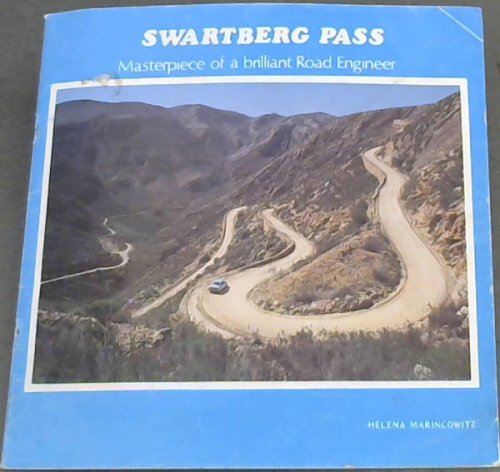 SWARTBERG PASS
Masterpiece of a brilliant Road Engineer
HELENA MARINCOWITZ